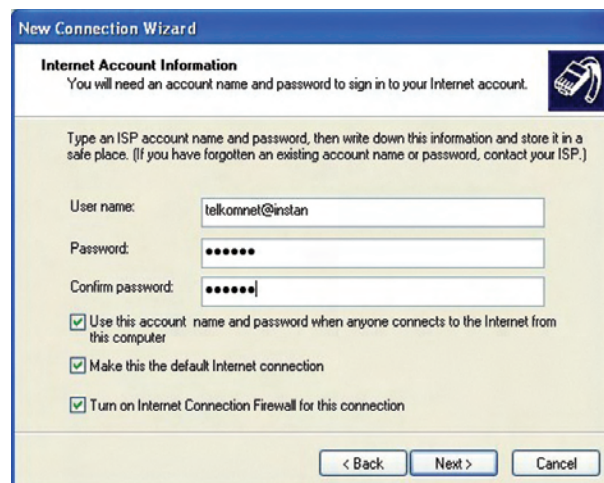 New Connection Wizard
Internet Account Information
You will need an account name and password to sign in to your Internet account.
Type an ISP account name and password, then write down this information and store it in a
safe place. (If you have forgotten an existing account name or password, contact your ISP.)
User name: telkomnet@instan
Password: ●●●●●●
Confirm password: ●●●●●●
Use this account name and password when anyone connects to the Internet from
this computer
Make this the default Internet connection
Turn on Internet Connection Firewall for this connection
< Back Next > Cancel